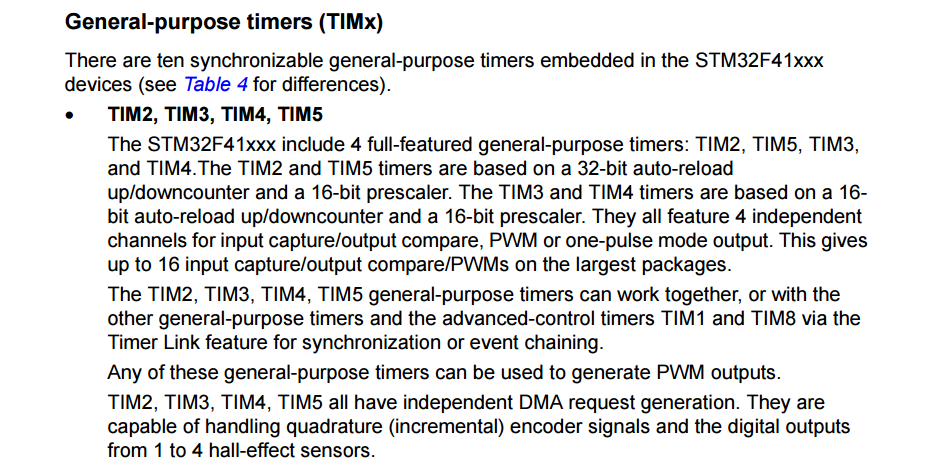 General-purpose timers (TIMx)
There are ten synchronizable general-purpose timers embedded in the STM32F41xxx
devices (see Table 4 for differences).
• TIM2, TIM3, TIM4, TIM5
The STM32F41xxx include 4 full-featured general-purpose timers: TIM2, TIM5, TIM3,
and TIM4.The TIM2 and TIM5 timers are based on a 32-bit auto-reload
up/downcounter and a 16-bit prescaler. The TIM3 and TIM4 timers are based on a 16-
bit auto-reload up/downcounter and a 16-bit prescaler. They all feature 4 independent
channels for input capture/output compare, PWM or one-pulse mode output. This gives
up to 16 input capture/output compare/PWMs on the largest packages.
The TIM2, TIM3, TIM4, TIM5 general-purpose timers can work together, or with the
other general-purpose timers and the advanced-control timers TIM1 and TIM8 via the
Timer Link feature for synchronization or event chaining.
Any of these general-purpose timers can be used to generate PWM outputs.
TIM2, TIM3, TIM4, TIM5 all have independent DMA request generation. They are
capable of handling quadrature (incremental) encoder signals and the digital outputs
from 1 to 4 hall-effect sensors.